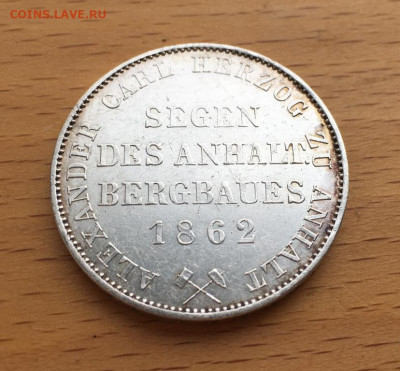 COINS.LAVE.RU
ALEXANDER CARL HERZOG ZU ANHALT
SEGEN
DES ANHALT.
BERGBAUES
1862